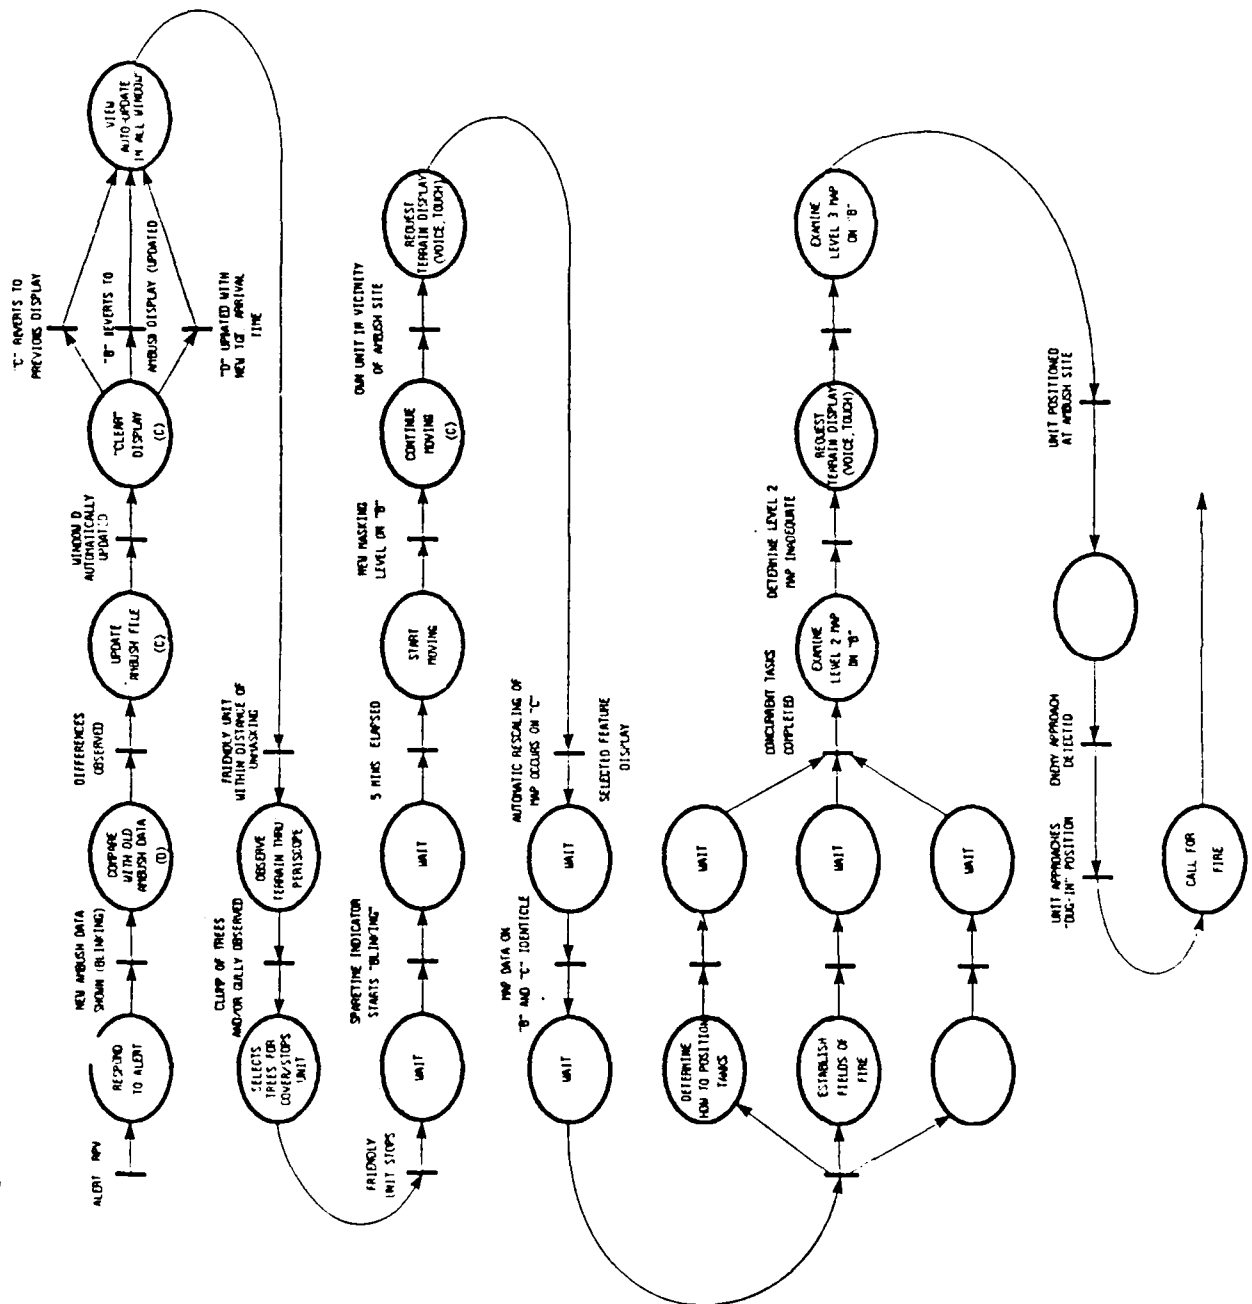 ALERT RPV
RESPOND
TO ALERT
NEW AMBUSH DATA
SHOWN (BLINKING)
COMPARE
WITH OLD
AMBUSH DATA
(D)
DIFFERENCES
OBSERVED
UPDATE
AMBUSH FILE
(C)
WINDOW D
AUTOMATICALLY
UPDATED
"CLEAR"
DISPLAY
(C)
"C" REVERTS TO
PREVIOUS DISPLAY
"B" REVERTS TO
AMBUSH DISPLAY (UPDATED
"D" UPDATED WITH
NEW TGT. ARRIVAL
TIME
VIEW
AUTO-UPDATE
IN ALL WINDOW
FRIENDLY UNIT
WITHIN DISTANCE OF
UNMASKING
OBSERVE
TERRAIN THRU
PERISCOPE
CLUMP OF TREES
AND/OR GULLY OBSERVED
SELECTS
TREES FOR
COVER/STOPS
UNIT
FRIENDLY
UNIT STOPS
WAIT
SPARETIME INDICATOR
STARTS "BLINKING"
WAIT
5 MINS ELAPSED
START
MOVING
NEW MASKING
LEVEL ON "B"
CONTINUE
MOVING
(C)
OWN UNIT IN VICINITY
OF AMBUSH SITE
REQUEST
TERRAIN DISPLAY
(VOICE, TOUCH)
AUTOMATIC RESCALING OF
MAP OCCURS ON "C"
SELECTED FEATURE
DISPLAY
WAIT
MAP DATA ON
"B" AND "C" IDENTICLE
WAIT
DETERMINE
HOW TO POSITION
TANKS
WAIT
ESTABLISH
FIELDS OF
FIRE
WAIT
WAIT
CONCURRENT TASKS
COMPLETED
EXAMINE
LEVEL 2 MAP
ON "B"
DETERMINE LEVEL 2
MAP INADEQUATE
REQUEST
TERRAIN DISPLAY
(VOICE, TOUCH)
EXAMINE
LEVEL 3 MAP
ON "B"
UNIT POSITIONED
AT AMBUSH SITE
ENEMY APPROACH
DETECTED
UNIT APPROACHES
"DUG-IN" POSITION
CALL FOR
FIRE